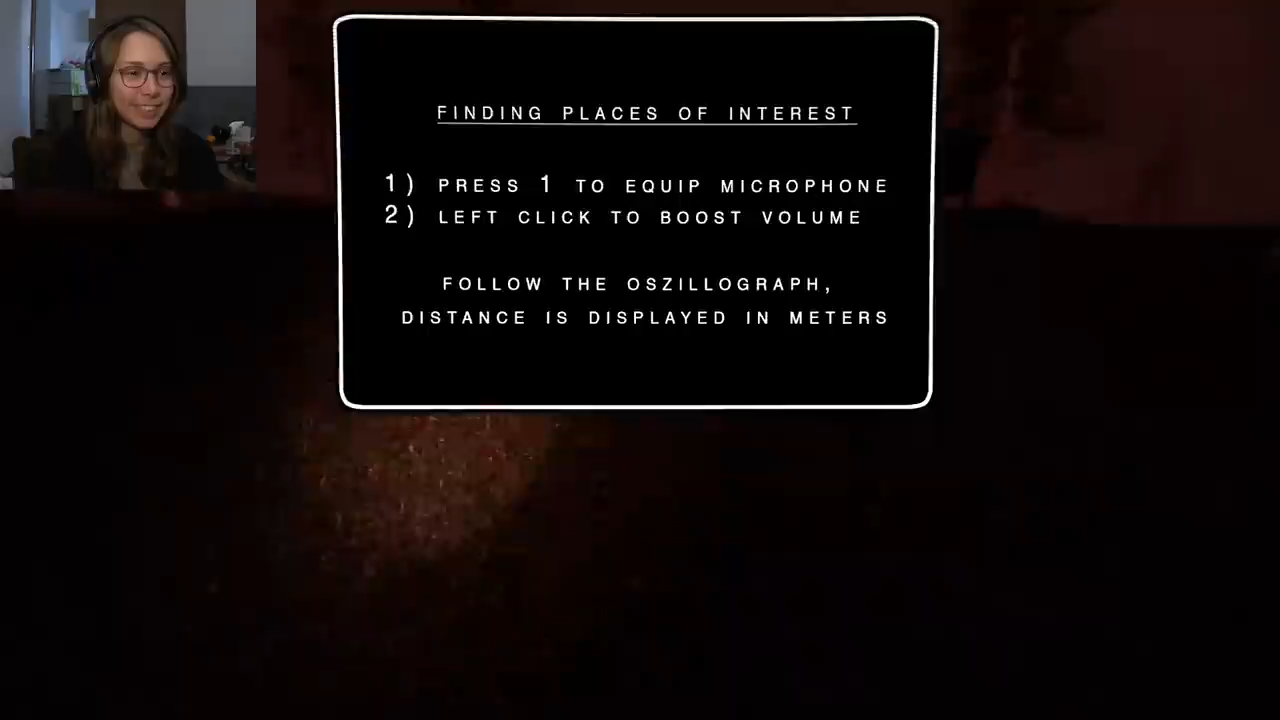 FINDING PLACES OF INTEREST
1) PRESS 1 TO EQUIP MICROPHONE
2) LEFT CLICK TO BOOST VOLUME
FOLLOW THE OSZILLOGRAPH,
DISTANCE IS DISPLAYED IN METERS